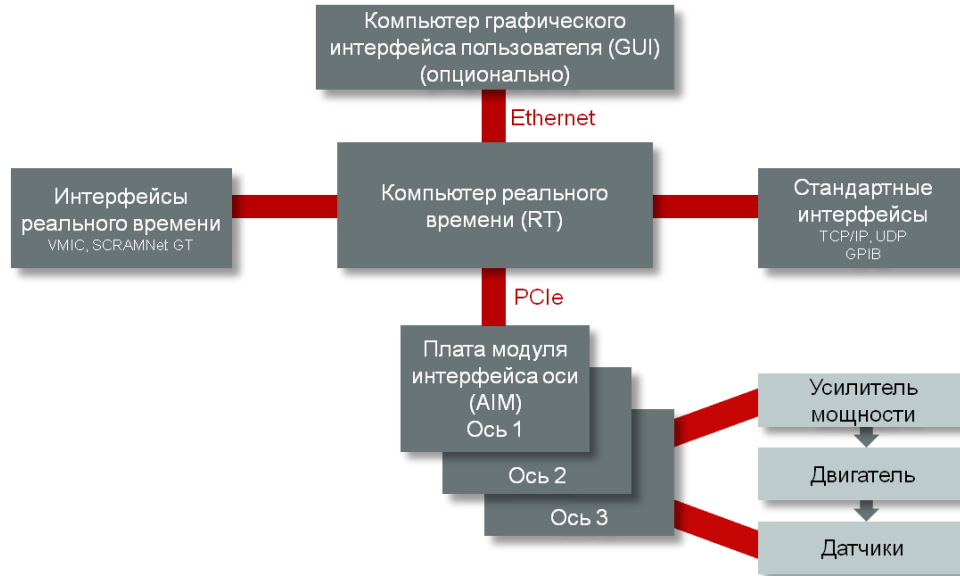 Компьютер графического
интерфейса пользователя (GUI)
(опционально)
Ethernet
Интерфейсы
реального времени
VMIC, SCRAMNet GT
Компьютер реального
времени (RT)
Стандартные
интерфейсы
TCP/IP, UDP
GPIB
PCIe
Плата модуля
интерфейса оси
(AIM)
Ось 1
Ось 2
Ось 3
Усилитель
мощности
Двигатель
Датчики